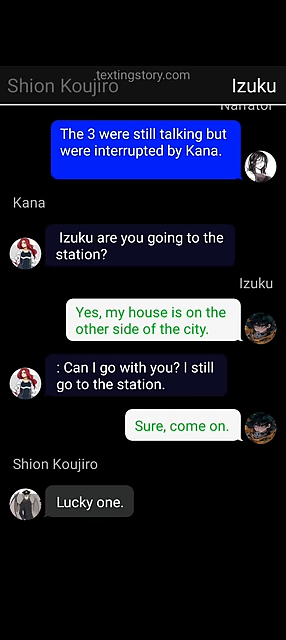 textingstory.com
Shion Koujiro
Izuku
Narrator
The 3 were still talking but
were interrupted by Kana.
Kana
Izuku are you going to the
station?
Izuku
Yes, my house is on the
other side of the city.
: Can I go with you? I still
go to the station.
Sure, come on.
Shion Koujiro
Lucky one.